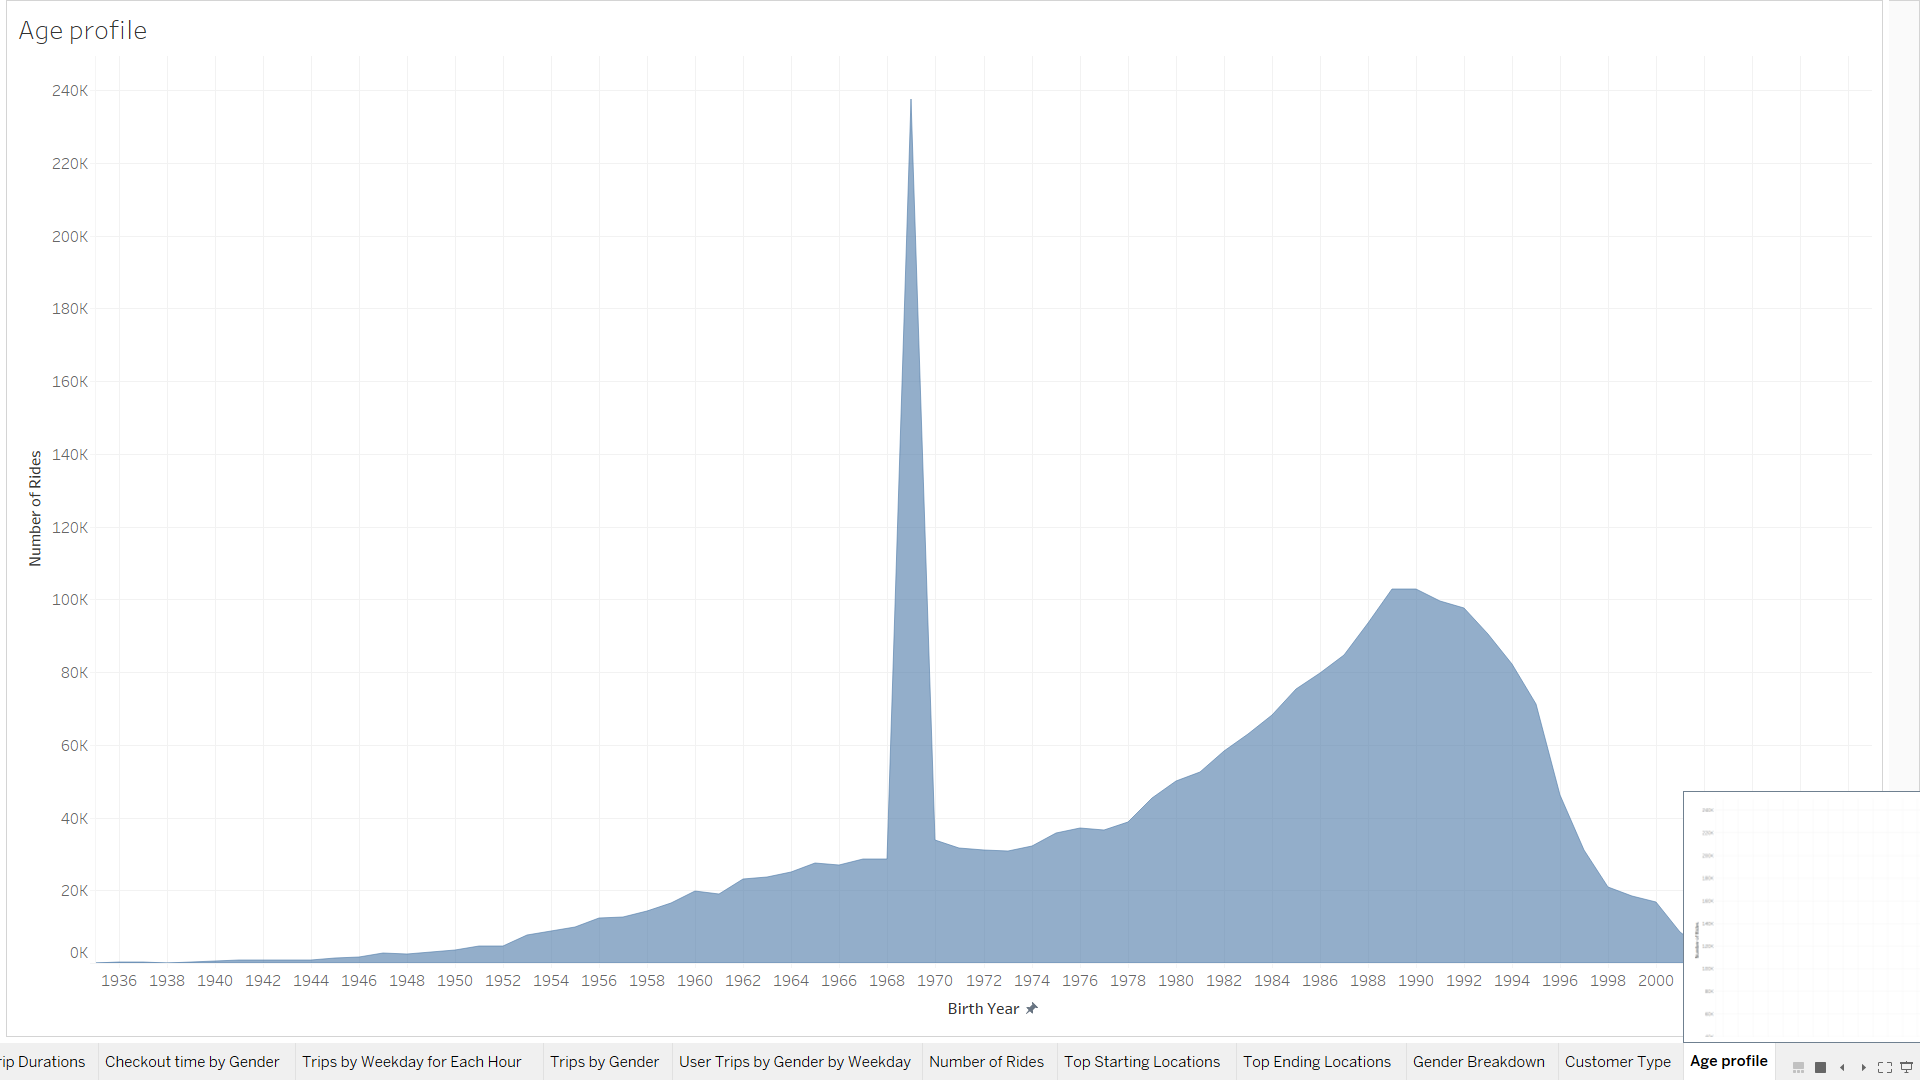 Age profile
240K
220K
200K
180K
160K
140K
120K
100K
80K
60K
40K
20K
0K
Number of Rides
1936 1938 1940 1942 1944 1946 1948 1950 1952 1954 1956 1958 1960 1962 1964 1966 1968 1970 1972 1974 1976 1978 1980 1982 1984 1986 1988 1990 1992 1994 1996 1998 2000
Birth Year
rip Durations Checkout time by Gender Trips by Weekday for Each Hour Trips by Gender User Trips by Gender by Weekday Number of Rides Top Starting Locations Top Ending Locations Gender Breakdown Customer Type Age profile